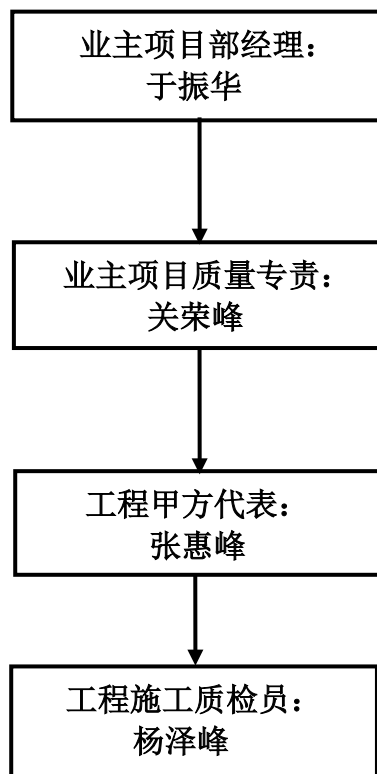 业主项目部经理：
于振华
业主项目质量专责：
关荣峰
工程甲方代表：
张惠峰
工程施工质检员：
杨泽峰